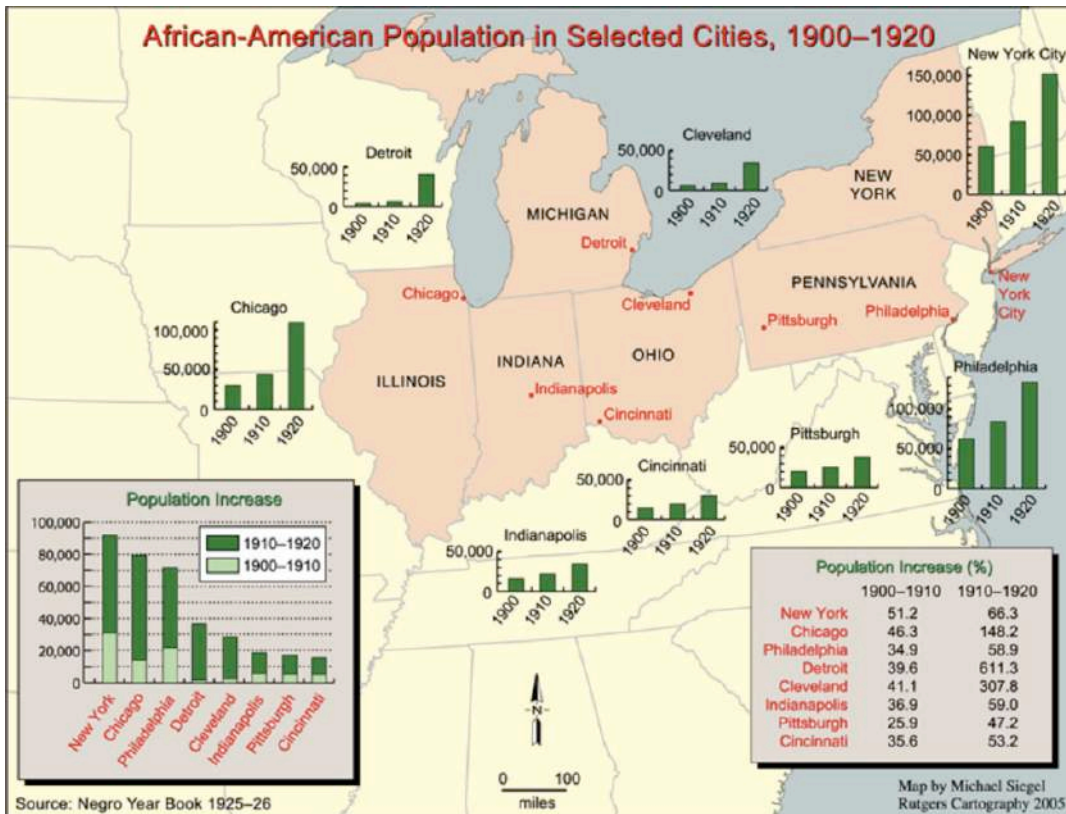 African-American Population in Selected Cities, 1900–1920
New York City
150,000
100,000
50,000
0
1900
1910
1920
Detroit
50,000
0
1900
1910
1920
Cleveland
50,000
0
1900
1910
1920
NEW
YORK
MICHIGAN
Detroit
Chicago
Cleveland
PENNSYLVANIA
Pittsburgh
Philadelphia
New
York
City
ILLINOIS
INDIANA
OHIO
Indianapolis
Cincinnati
Chicago
100,000
50,000
0
1900
1910
1920
Philadelphia
100,000
50,000
0
1900
1910
1920
Pittsburgh
50,000
0
1900
1910
1920
Cincinnati
50,000
0
1900
1910
1920
Indianapolis
50,000
0
1900
1910
1920
Population Increase
100,000
80,000
60,000
40,000
20,000
0
1910–1920
1900–1910
New York
Chicago
Philadelphia
Detroit
Cleveland
Indianapolis
Pittsburgh
Cincinnati
Population Increase (%)
1900–1910 1910–1920
New York 51.2 66.3
Chicago 46.3 148.2
Philadelphia 34.9 58.9
Detroit 39.6 611.3
Cleveland 41.1 307.8
Indianapolis 36.9 59.0
Pittsburgh 25.9 47.2
Cincinnati 35.6 53.2
N
0 100
miles
Source: Negro Year Book 1925–26
Map by Michael Siegel
Rutgers Cartography 2005